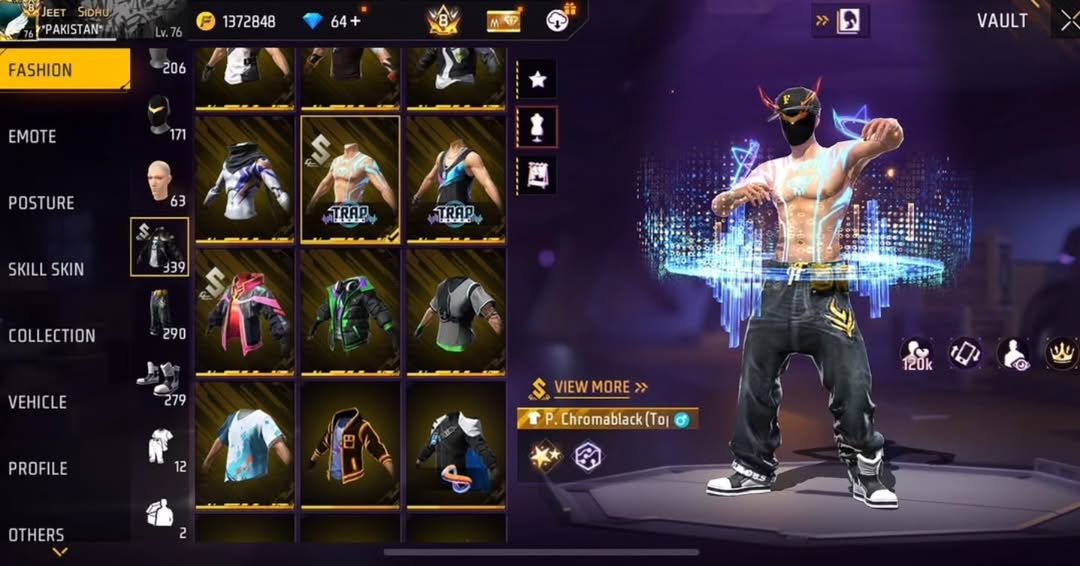 JEET SIDHU
"PAKISTAN"
76
Lv. 76
1372848
64+
VAULT
FASHION
EMOTE
POSTURE
SKILL SKIN
COLLECTION
VEHICLE
PROFILE
OTHERS
206
171
63
339
290
279
12
2
TRAP
TRAP
VIEW MORE >>
P. Chromablack (To
120k